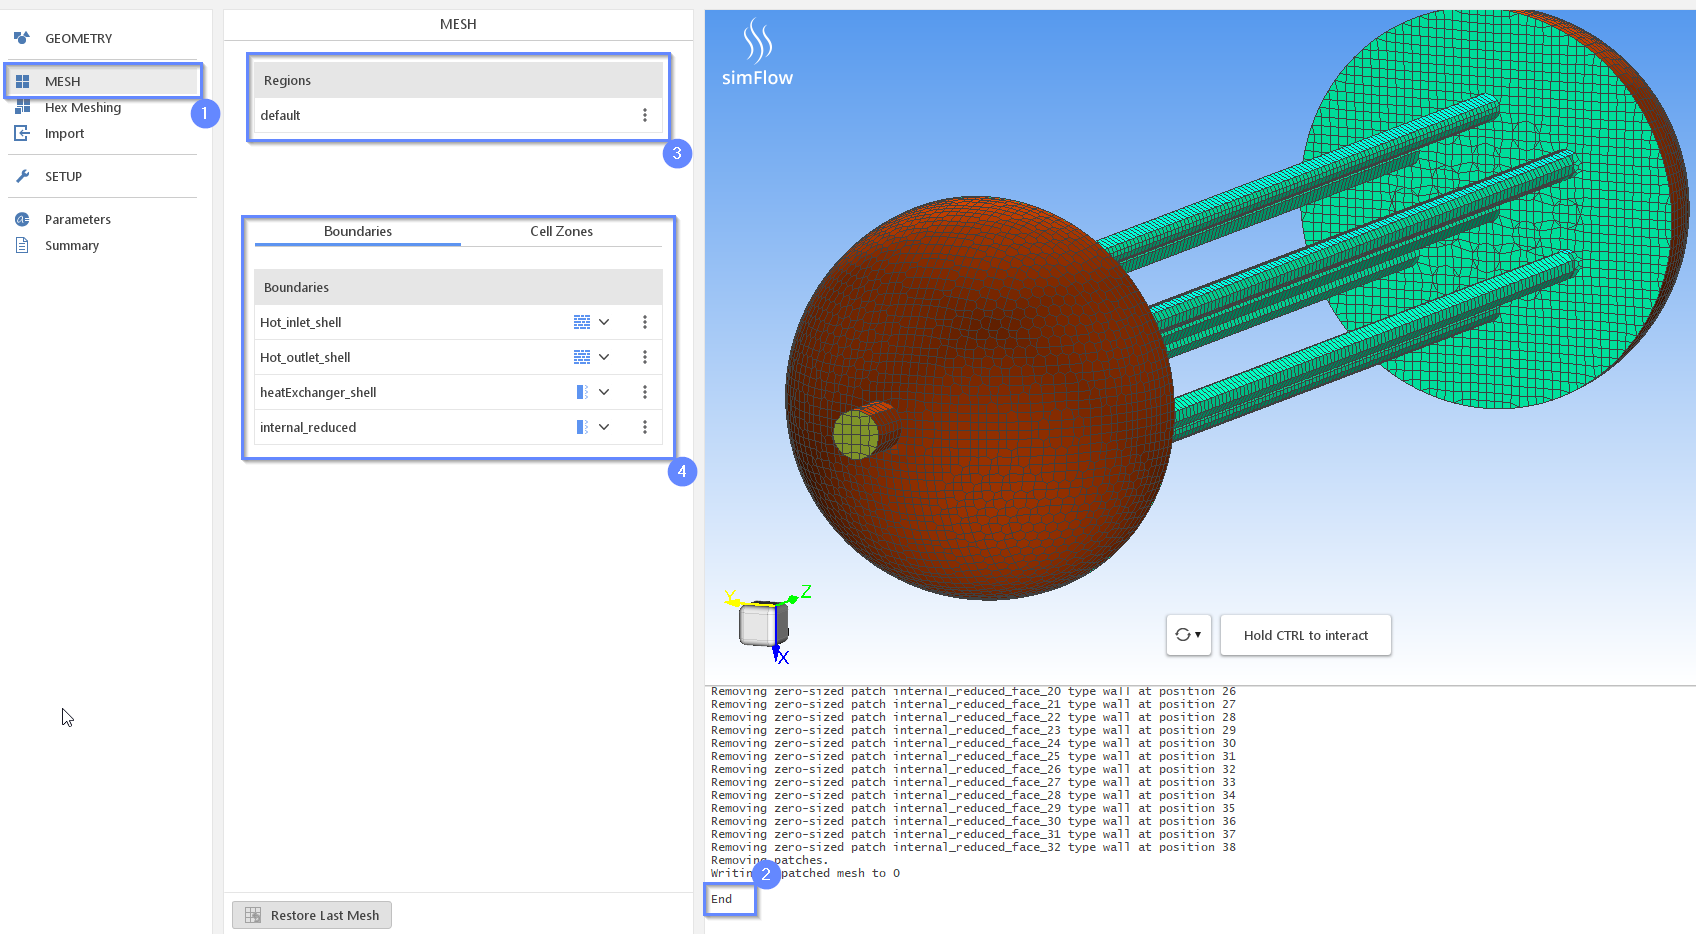 GEOMETRY
MESH
1
Hex Meshing
Import
SETUP
Parameters
Summary
MESH
Regions
default
3
Boundaries Cell Zones
Boundaries
Hot_inlet_shell
Hot_outlet_shell
heatExchanger_shell
internal_reduced
4
Restore Last Mesh
simFlow
Y Z
X
Hold CTRL to interact
Removing zero-sized patch internal_reduced_face_20 type wall at position 26
Removing zero-sized patch internal_reduced_face_21 type wall at position 27
Removing zero-sized patch internal_reduced_face_22 type wall at position 28
Removing zero-sized patch internal_reduced_face_23 type wall at position 29
Removing zero-sized patch internal_reduced_face_24 type wall at position 30
Removing zero-sized patch internal_reduced_face_25 type wall at position 31
Removing zero-sized patch internal_reduced_face_26 type wall at position 32
Removing zero-sized patch internal_reduced_face_27 type wall at position 33
Removing zero-sized patch internal_reduced_face_28 type wall at position 34
Removing zero-sized patch internal_reduced_face_29 type wall at position 35
Removing zero-sized patch internal_reduced_face_30 type wall at position 36
Removing zero-sized patch internal_reduced_face_31 type wall at position 37
Removing zero-sized patch internal_reduced_face_32 type wall at position 38
Removing patches.
Writin patched mesh to 0
2
End